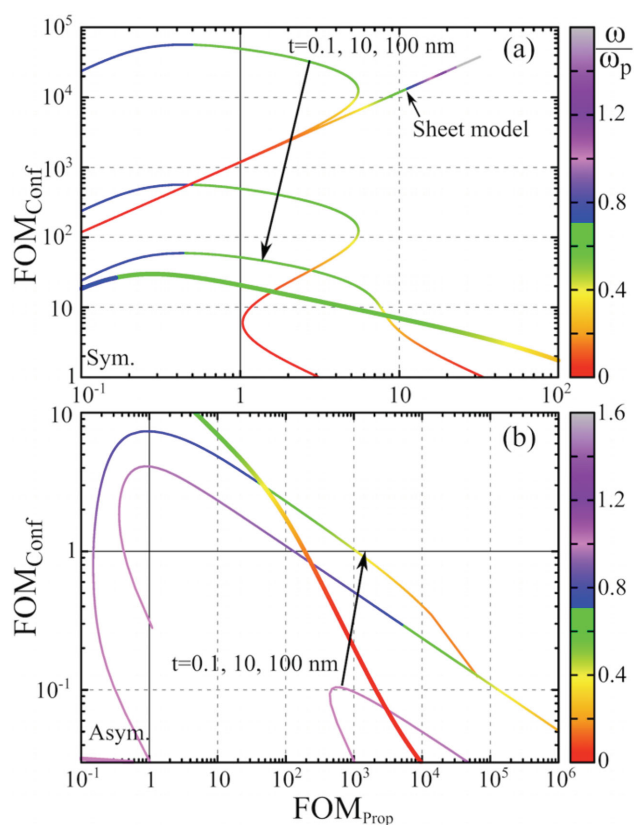 10^5
10^4
10^3
10^2
10
1
FOM_Conf
t=0.1, 10, 100 nm
(a)
Sheet model
Sym.
10^-1
1
10
10^2
ω/ω_p
1.2
0.8
0.4
0
10
1
10^-1
FOM_Conf
(b)
t=0.1, 10, 100 nm
Asym.
10^-1
1
10
10^2
10^3
10^4
10^5
10^6
FOM_Prop
1.6
1.2
0.8
0.4
0